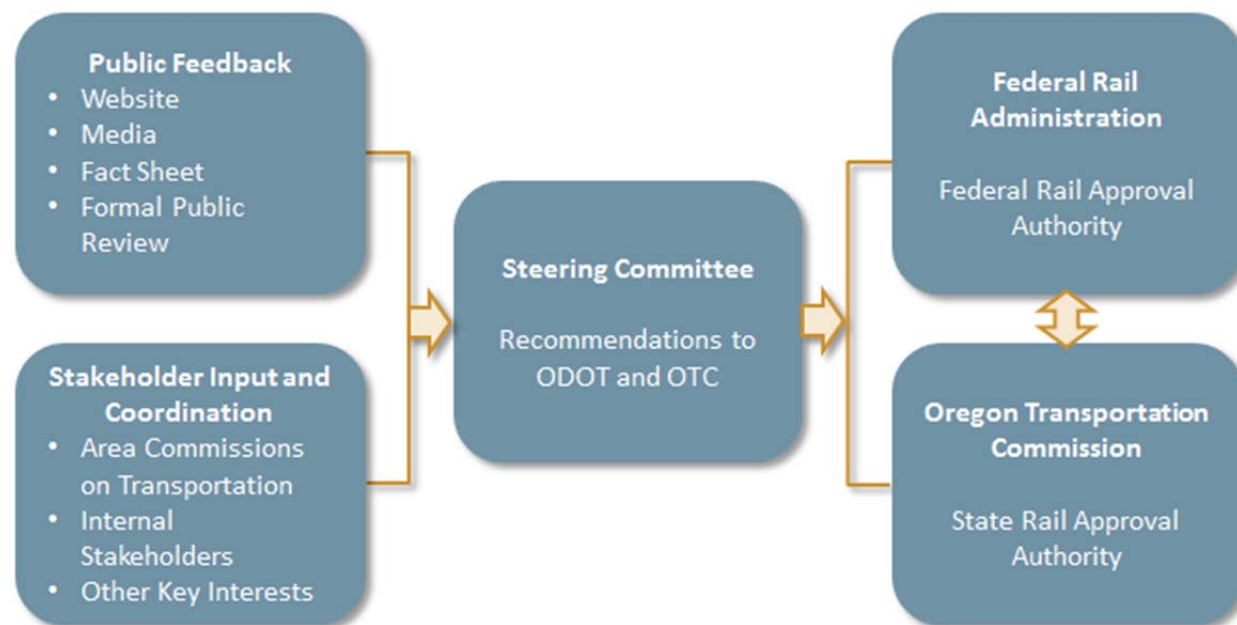 Public Feedback
• Website
• Media
• Fact Sheet
• Formal Public
Review
Stakeholder Input and
Coordination
• Area Commissions
on Transportation
• Internal
Stakeholders
• Other Key Interests
Steering Committee
Recommendations to
ODOT and OTC
Federal Rail
Administration
Federal Rail Approval
Authority
Oregon Transportation
Commission
State Rail Approval
Authority